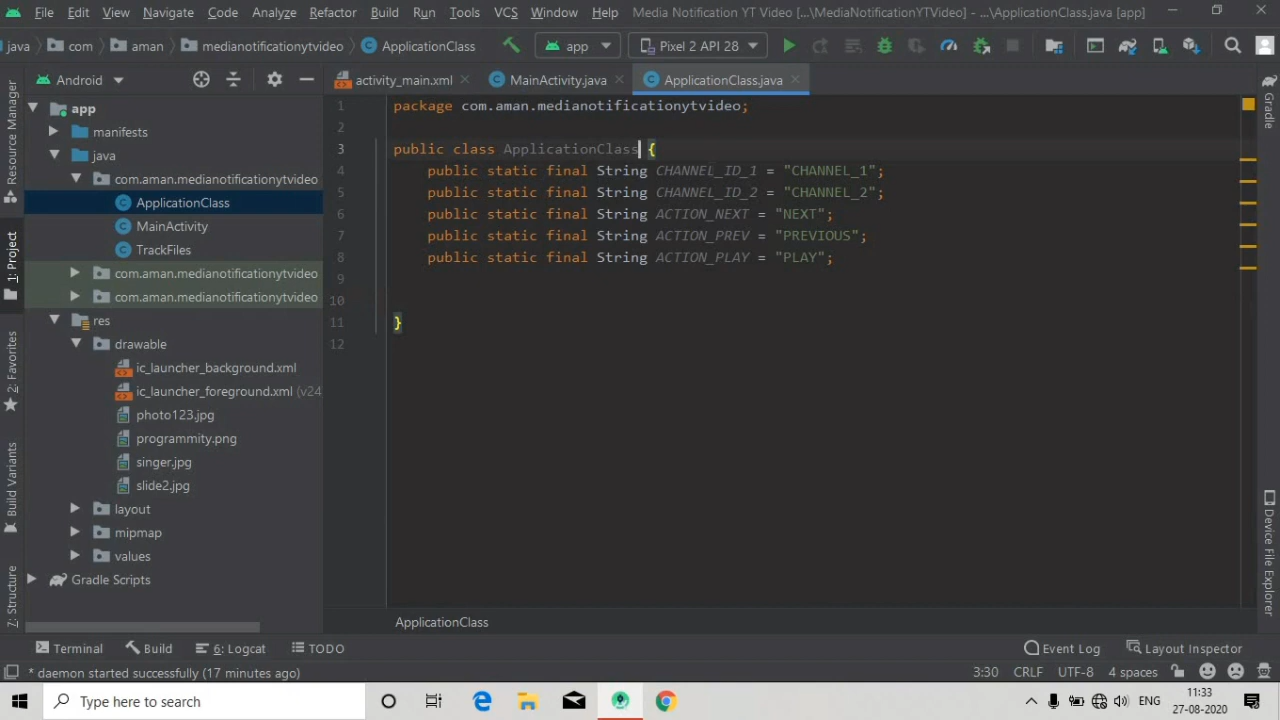 File Edit View Navigate Code Analyze Refactor Build Run Tools VCS Window Help Media Notification YT Video [...\MediaNotificationYTVideo] - ...\ApplicationClass.java [app]
java com aman medianotificationytvideo ApplicationClass app Pixel 2 API 28
Android activity_main.xml MainActivity.java ApplicationClass.java
Resource Manager
1: Project
2: Favorites
Build Variants
7: Structure
app
manifests
java
com.aman.medianotificationytvideo
ApplicationClass
MainActivity
TrackFiles
com.aman.medianotificationytvideo
com.aman.medianotificationytvideo
res
drawable
ic_launcher_background.xml
ic_launcher_foreground.xml (v24
photo123.jpg
programmity.png
singer.jpg
slide2.jpg
layout
mipmap
values
Gradle Scripts
1 package com.aman.medianotificationytvideo;
2
3 public class ApplicationClass {
4 public static final String CHANNEL_ID_1 = "CHANNEL_1";
5 public static final String CHANNEL_ID_2 = "CHANNEL_2";
6 public static final String ACTION_NEXT = "NEXT";
7 public static final String ACTION_PREV = "PREVIOUS";
8 public static final String ACTION_PLAY = "PLAY";
9
10
11 }
12
Gradle
Device File Explorer
ApplicationClass
Terminal Build 6: Logcat TODO Event Log Layout Inspector
* daemon started successfully (17 minutes ago) 3:30 CRLF UTF-8 4 spaces
Type here to search ENG 11:33
27-08-2020